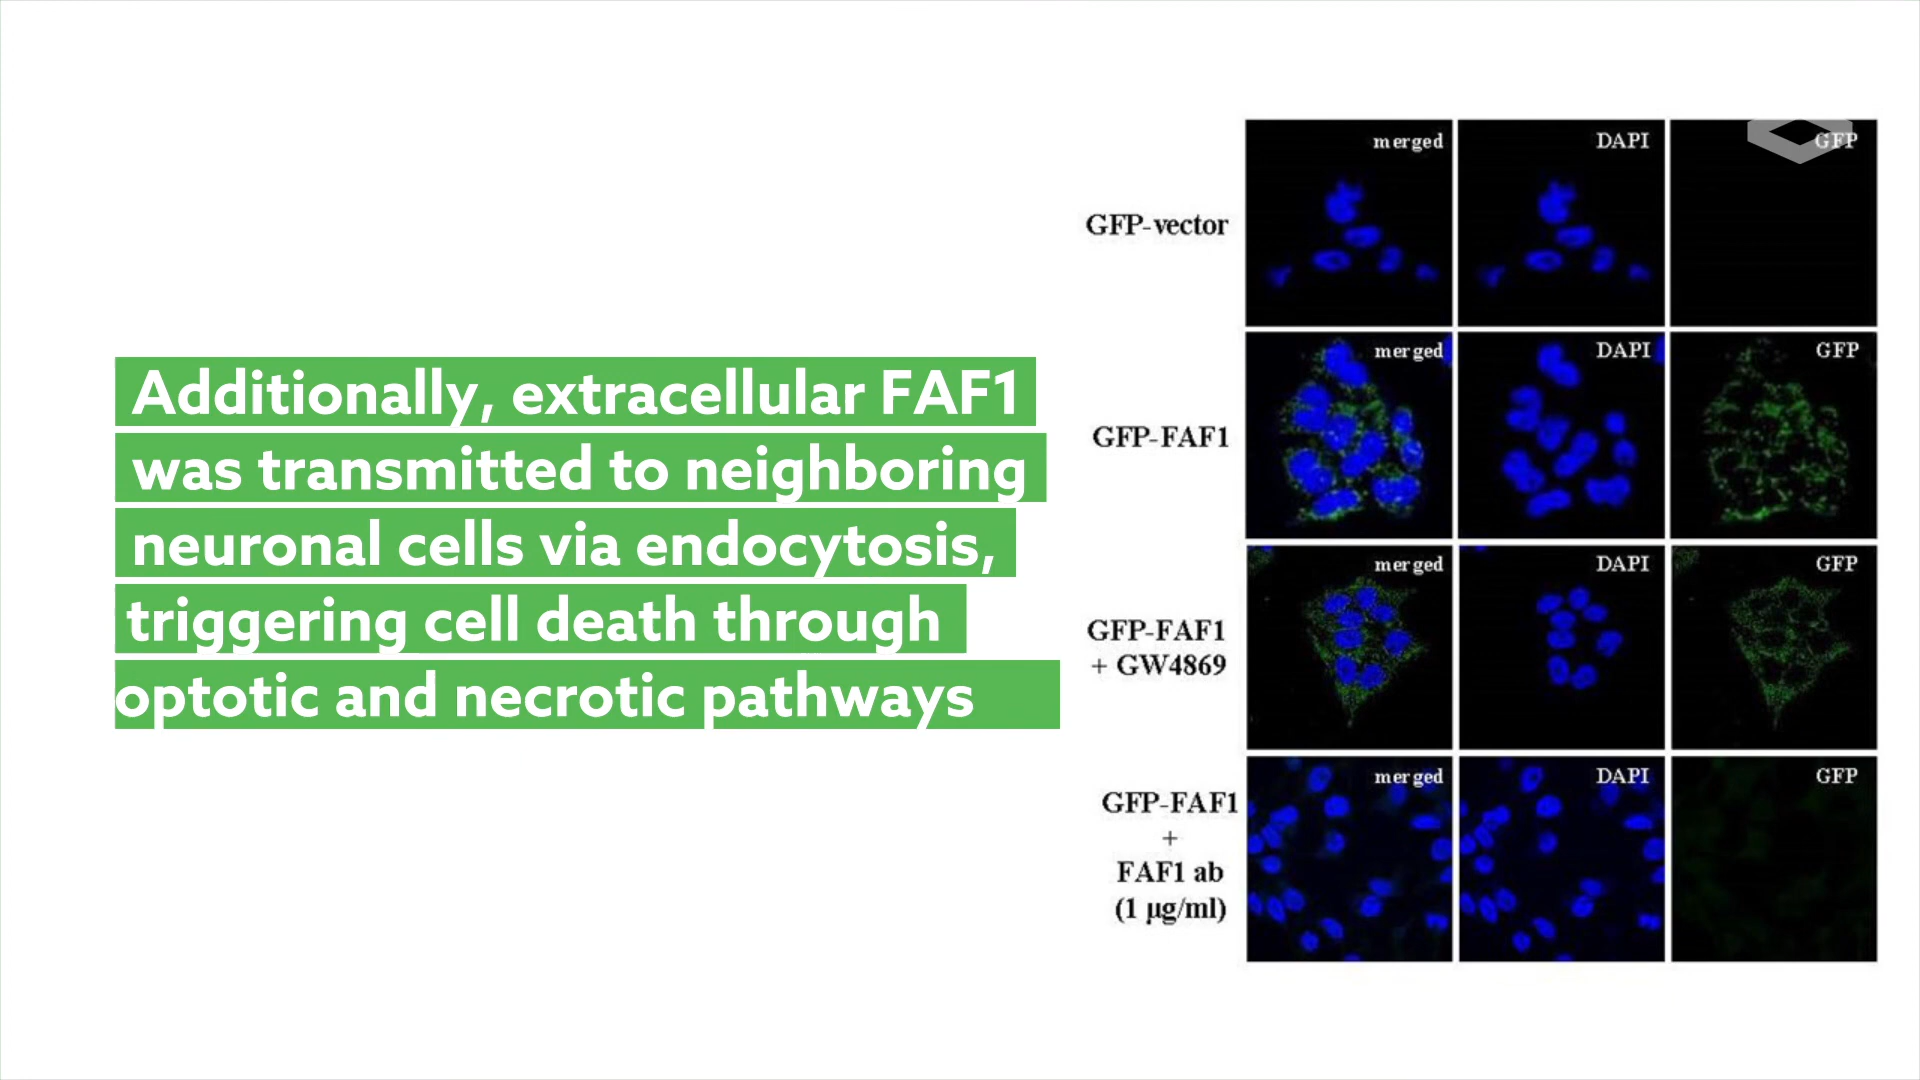 Additionally, extracellular FAF1
was transmitted to neighboring
neuronal cells via endocytosis,
triggering cell death through
optotic and necrotic pathways
GFP-vector
merged
DAPI
GFP
GFP-FAF1
merged
DAPI
GFP
GFP-FAF1
+ GW4869
merged
DAPI
GFP
GFP-FAF1
+
FAF1 ab
(1 µg/ml)
merged
DAPI
GFP